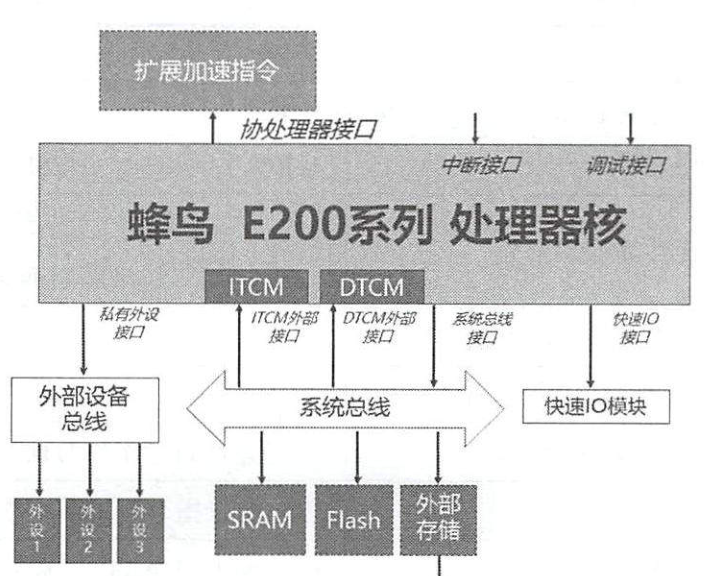 扩展加速指令
协处理器接口
中断接口
调试接口
蜂鸟 E200系列 处理器核
ITCM
DTCM
私有外设
接口
ITCM外部
接口
DTCM外部
接口
系统总线
接口
快速IO
接口
外部设备
总线
系统总线
快速IO模块
外设1
外设2
外设3
SRAM
Flash
外部
存储